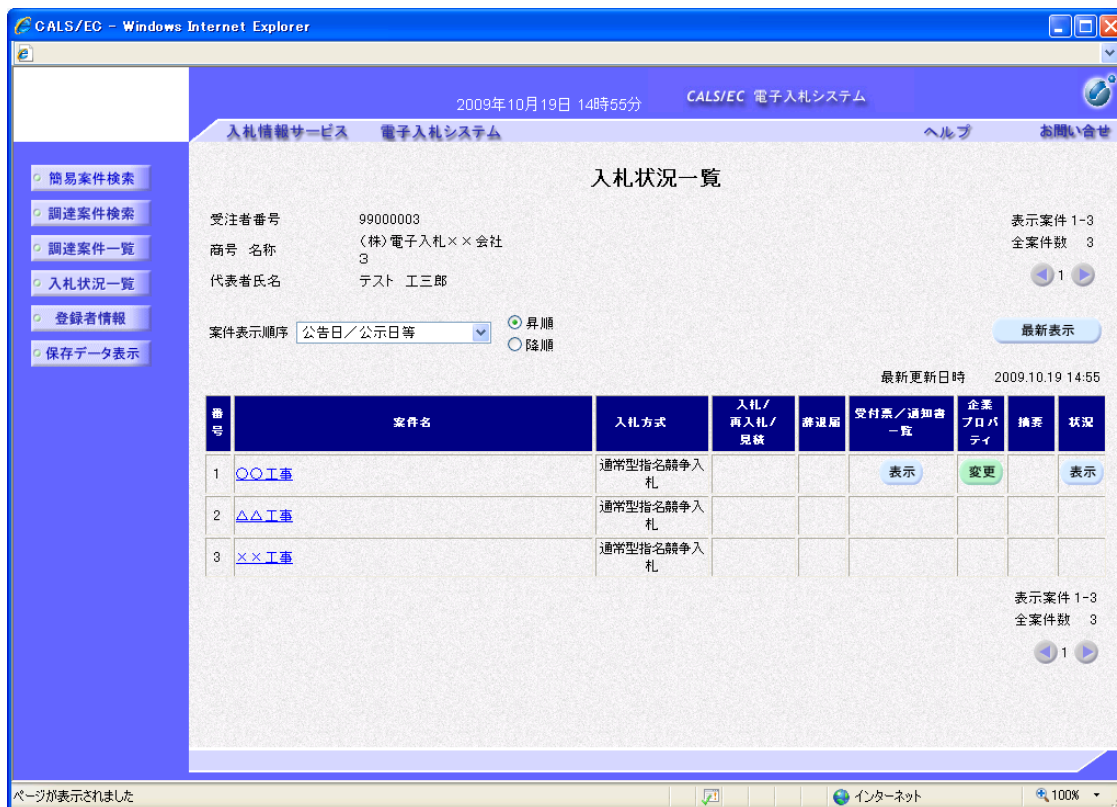 CALS/EC - Windows Internet Explorer
2009年10月19日 14時55分
CALS/EC 電子入札システム
入札情報サービス 電子入札システム ヘルプ お問い合せ
簡易案件検索
調達案件検索
調達案件一覧
入札状況一覧
登録者情報
保存データ表示
入札状況一覧
受注者番号 99000003
商号 名称 (株)電子入札××会社
3
代表者氏名 テスト 工三郎
表示案件 1-3
全案件数 3
1
案件表示順序 公告日/公示日等
昇順
降順
最新表示
最新更新日時 2009.10.19 14:55
番号 案件名 入札方式 入札/再入札/見積 辞退届 受付票/通知書一覧 企業プロパティ 摘要 状況
1 〇〇工事 通常型指名競争入札 表示 変更 表示
2 △△工事 通常型指名競争入札
3 ××工事 通常型指名競争入札
表示案件 1-3
全案件数 3
1
ページが表示されました インターネット 100%